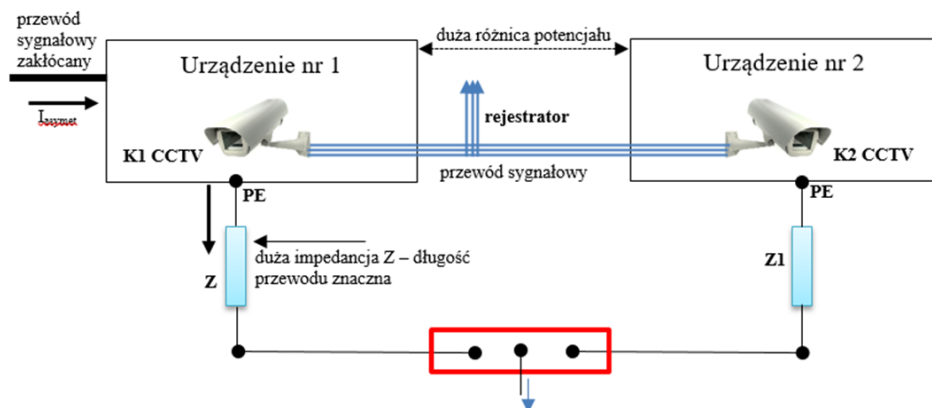 przewód
sygnałowy
zakłócany
Izasymet
Urządzenie nr 1
duża różnica potencjału
Urządzenie nr 2
rejestrator
K1 CCTV
K2 CCTV
przewód sygnałowy
PE
PE
duża impedancja Z – długość
przewodu znaczna
Z
Z1